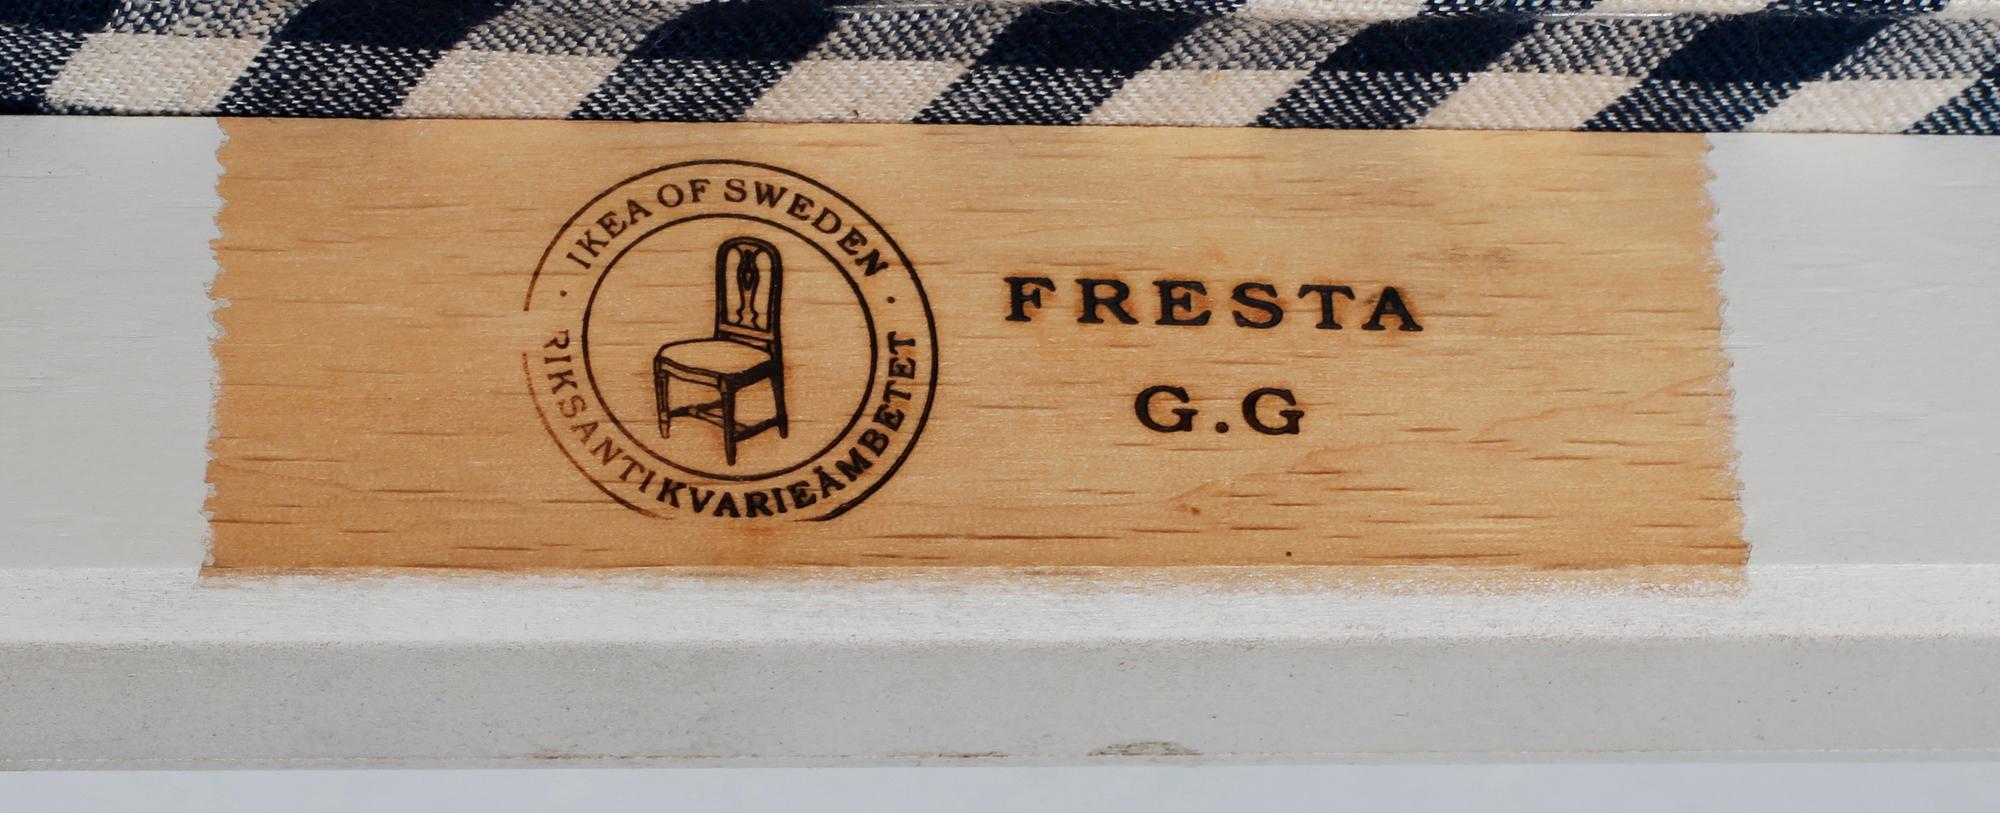 · IKEA OF SWEDEN ·
RIKSANTIKVARIEÄMBETET
FRESTA
G.G